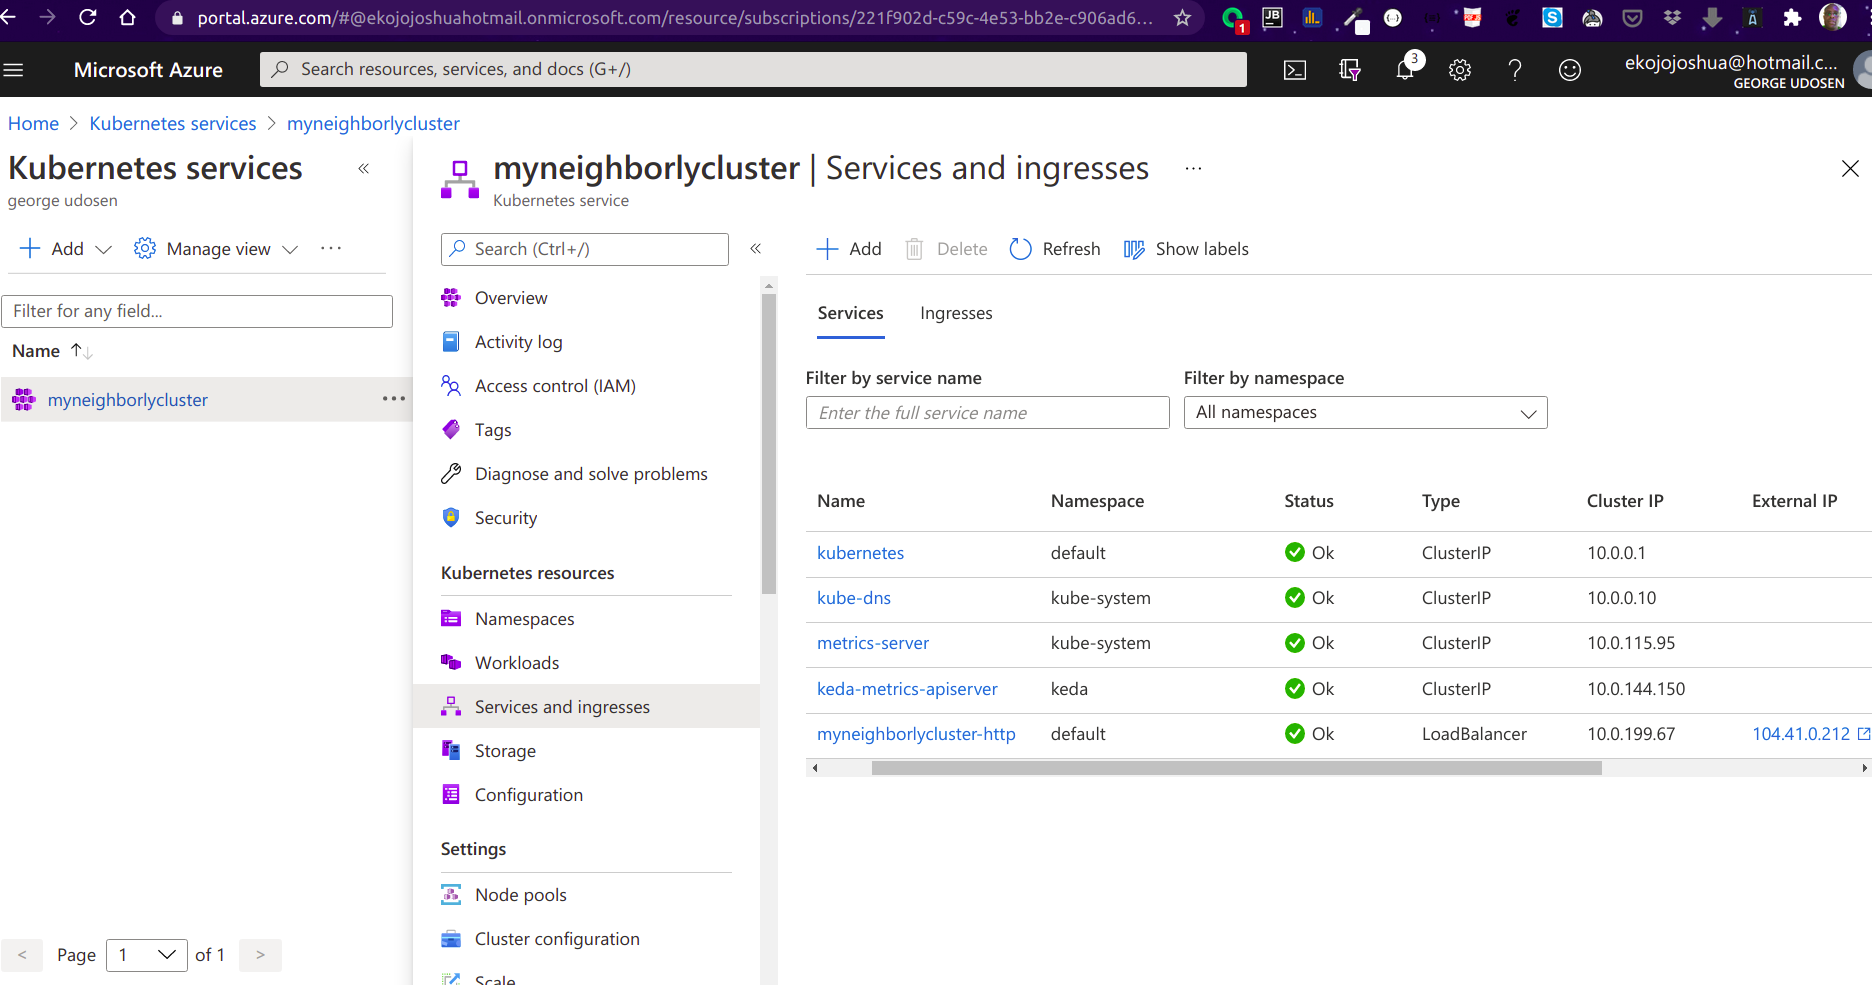 portal.azure.com/#@ekojojoshuahotmail.onmicrosoft.com/resource/subscriptions/221f902d-c59c-4e53-bb2e-c906ad6...
1
JB
Microsoft Azure
Search resources, services, and docs (G+/)
3
ekojojoshua@hotmail.c...
GEORGE UDOSEN
Home > Kubernetes services > myneighborlycluster
Kubernetes services
george udosen
Add
Manage view
Filter for any field...
Name
myneighborlycluster
Page 1 of 1
myneighborlycluster | Services and ingresses
Kubernetes service
Search (Ctrl+/)
Overview
Activity log
Access control (IAM)
Tags
Diagnose and solve problems
Security
Kubernetes resources
Namespaces
Workloads
Services and ingresses
Storage
Configuration
Settings
Node pools
Cluster configuration
Scale
Add Delete Refresh Show labels
Services Ingresses
Filter by service name Filter by namespace
Enter the full service name All namespaces
Name Namespace Status Type Cluster IP External IP
kubernetes default Ok ClusterIP 10.0.0.1
kube-dns kube-system Ok ClusterIP 10.0.0.10
metrics-server kube-system Ok ClusterIP 10.0.115.95
keda-metrics-apiserver keda Ok ClusterIP 10.0.144.150
myneighborlycluster-http default Ok LoadBalancer 10.0.199.67 104.41.0.212